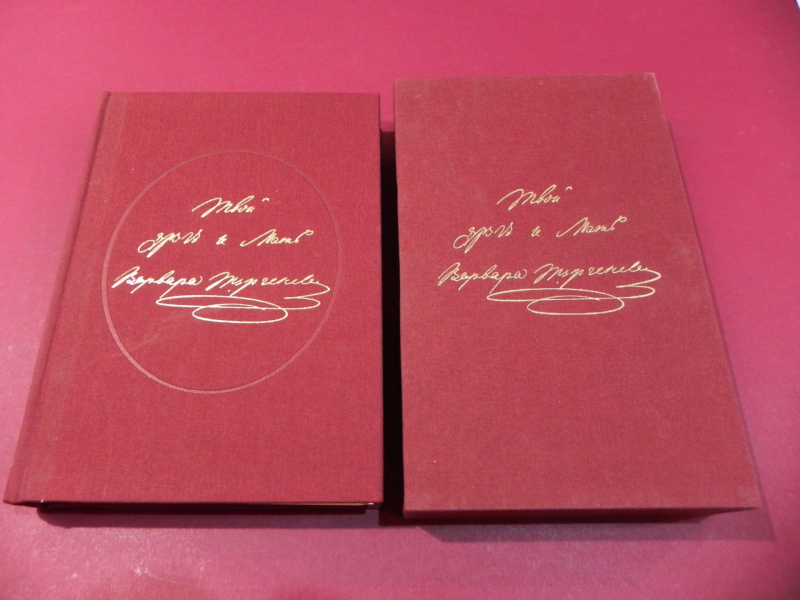 Твой
другъ и Мать
Варвара Тургенева
Твой
другъ и Мать
Варвара Тургенева